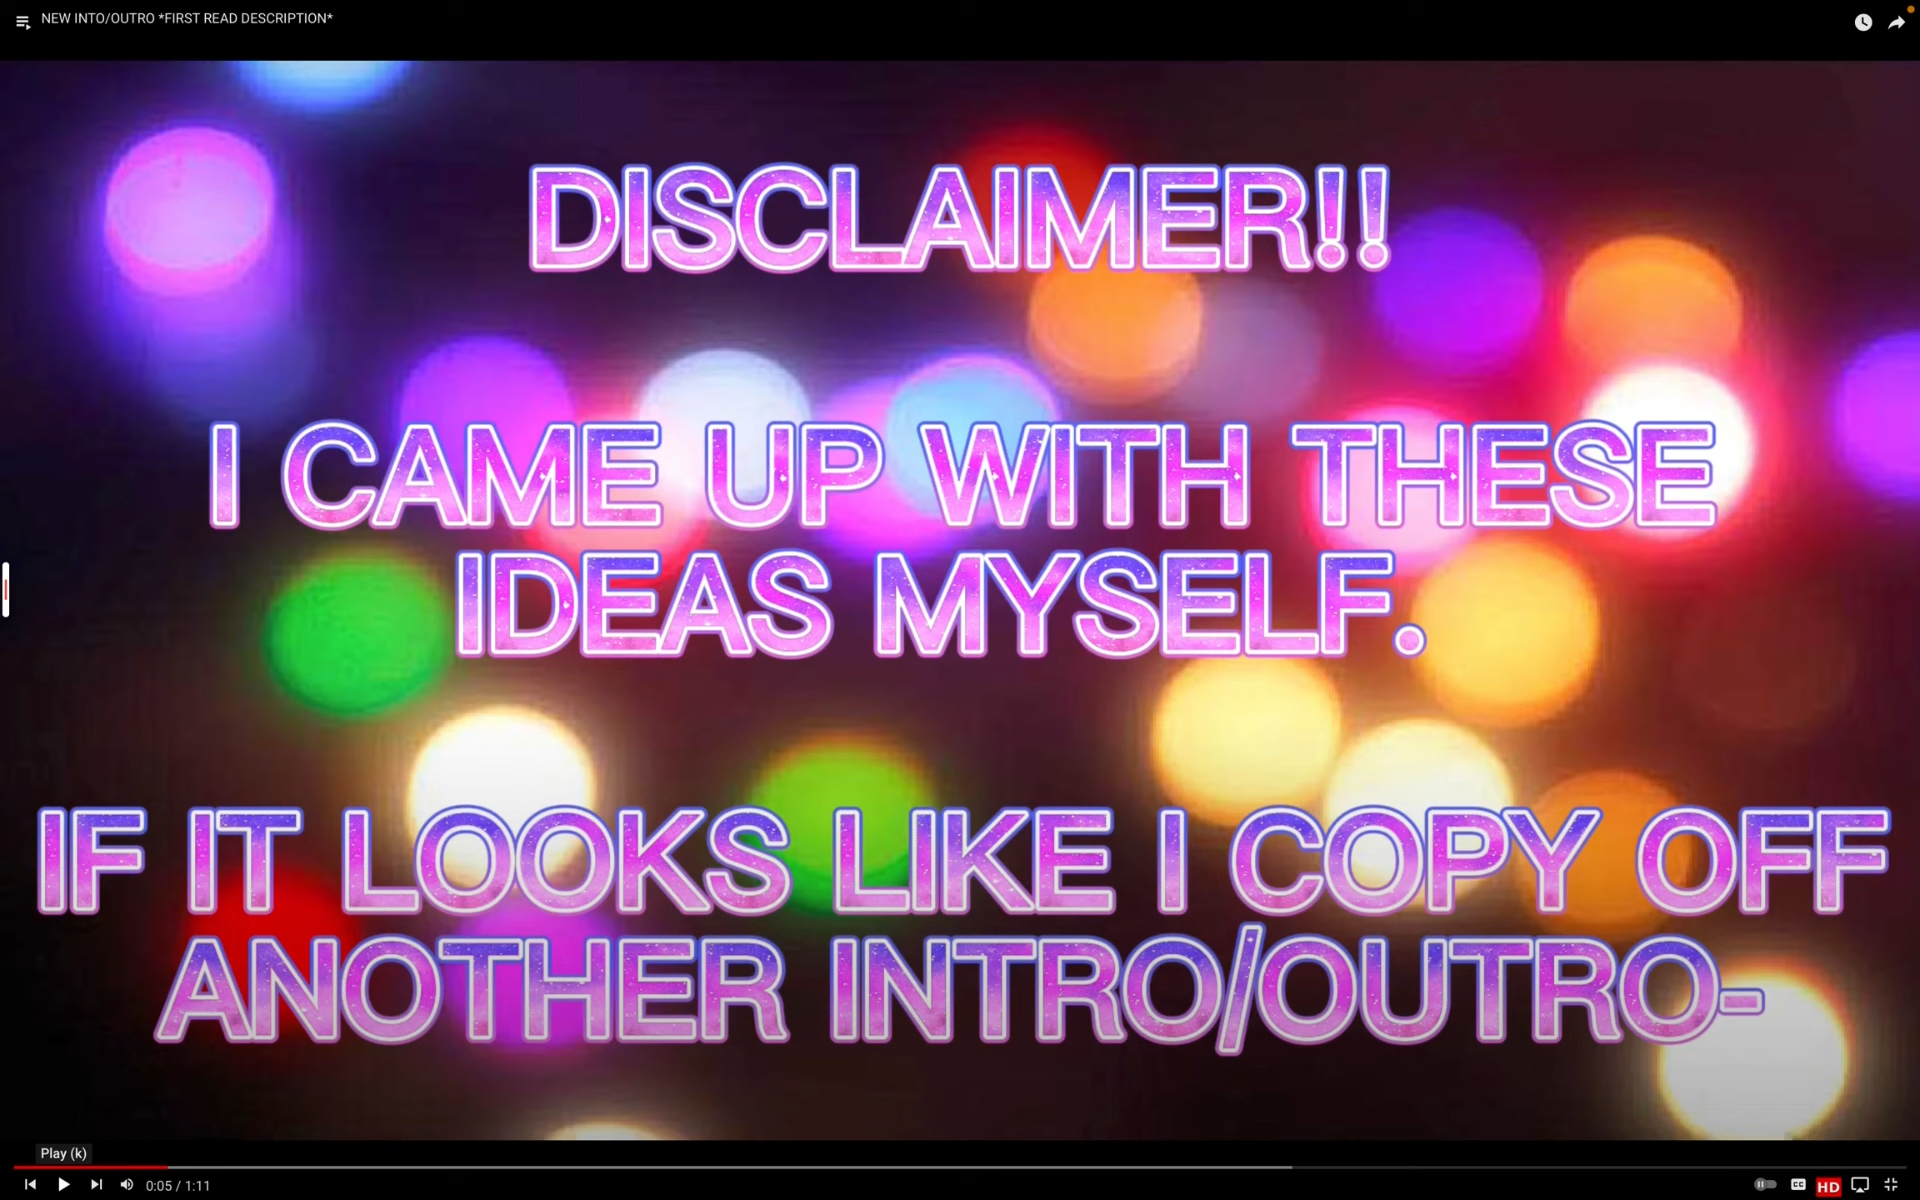 NEW INTO/OUTRO *FIRST READ DESCRIPTION*
DISCLAIMER!!
I CAME UP WITH THESE
IDEAS MYSELF.
IF IT LOOKS LIKE I COPY OFF
ANOTHER INTRO/OUTRO-
Play (k)
0:05 / 1:11
CC
HD